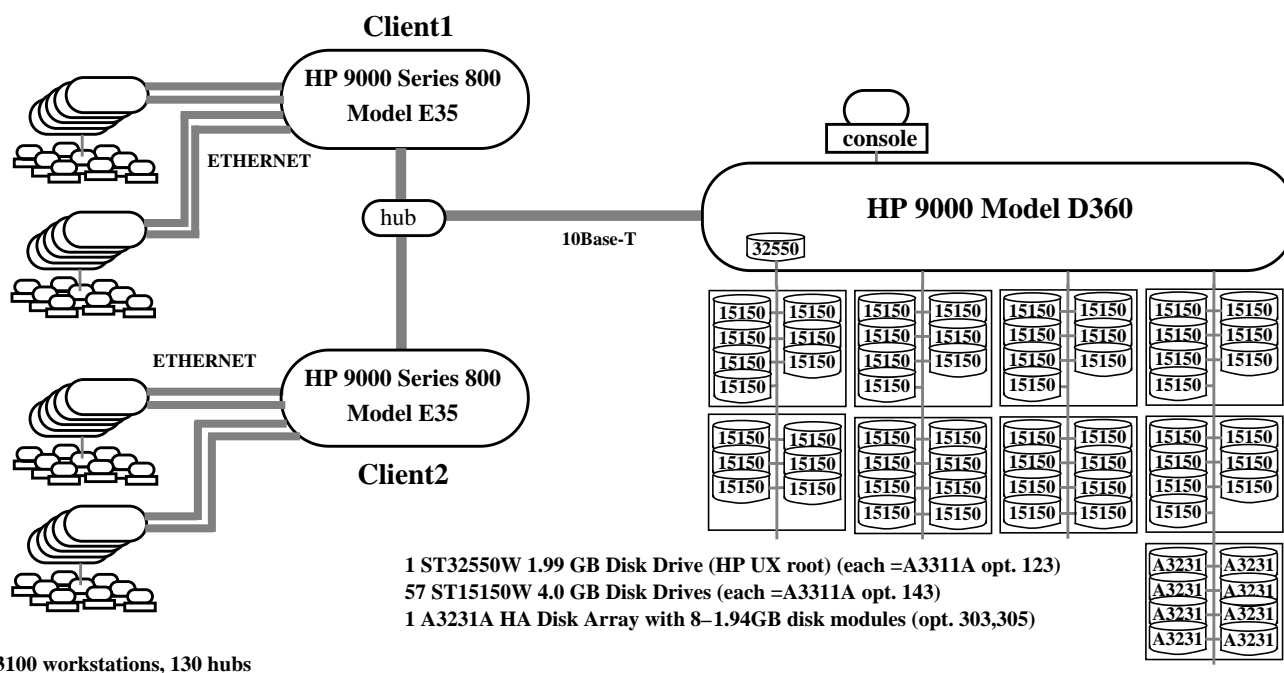 Client1
HP 9000 Series 800
Model E35
ETHERNET
console
HP 9000 Model D360
hub
10Base-T
32550
15150 15150 15150 15150 15150 15150 15150 15150
15150 15150 15150 15150 15150 15150 15150 15150
15150 15150 15150 15150 15150 15150 15150 15150
15150 15150 15150 15150
ETHERNET
HP 9000 Series 800
Model E35
Client2
15150 15150 15150 15150 15150 15150 15150 15150
15150 15150 15150 15150 15150 15150 15150 15150
15150 15150 15150 15150 15150 15150 15150 15150
15150 15150 15150 15150 15150
1 ST32550W 1.99 GB Disk Drive (HP UX root) (each =A3311A opt. 123)
57 ST15150W 4.0 GB Disk Drives (each =A3311A opt. 143)
1 A3231A HA Disk Array with 8–1.94GB disk modules (opt. 303,305)
A3231 A3231
A3231 A3231
A3231 A3231
A3231 A3231
3100 workstations, 130 hubs